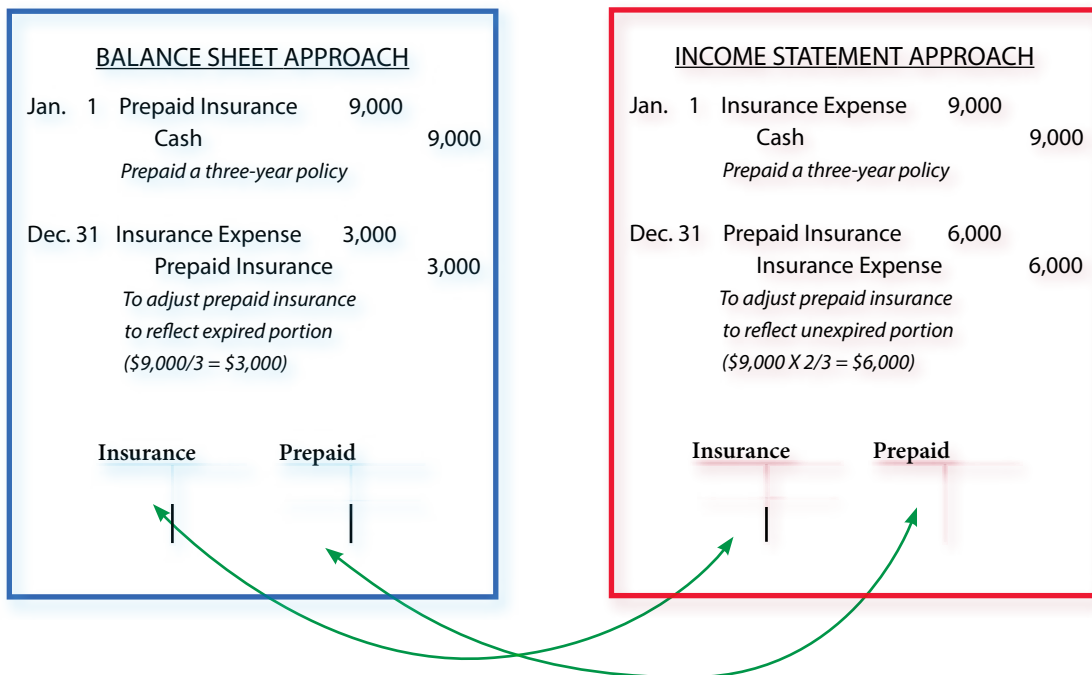 BALANCE SHEET APPROACH
Jan. 1 Prepaid Insurance 9,000
Cash 9,000
Prepaid a three-year policy
Dec. 31 Insurance Expense 3,000
Prepaid Insurance 3,000
To adjust prepaid insurance
to reflect expired portion
($9,000/3 = $3,000)
Insurance Prepaid
INCOME STATEMENT APPROACH
Jan. 1 Insurance Expense 9,000
Cash 9,000
Prepaid a three-year policy
Dec. 31 Prepaid Insurance 6,000
Insurance Expense 6,000
To adjust prepaid insurance
to reflect unexpired portion
($9,000 X 2/3 = $6,000)
Insurance Prepaid